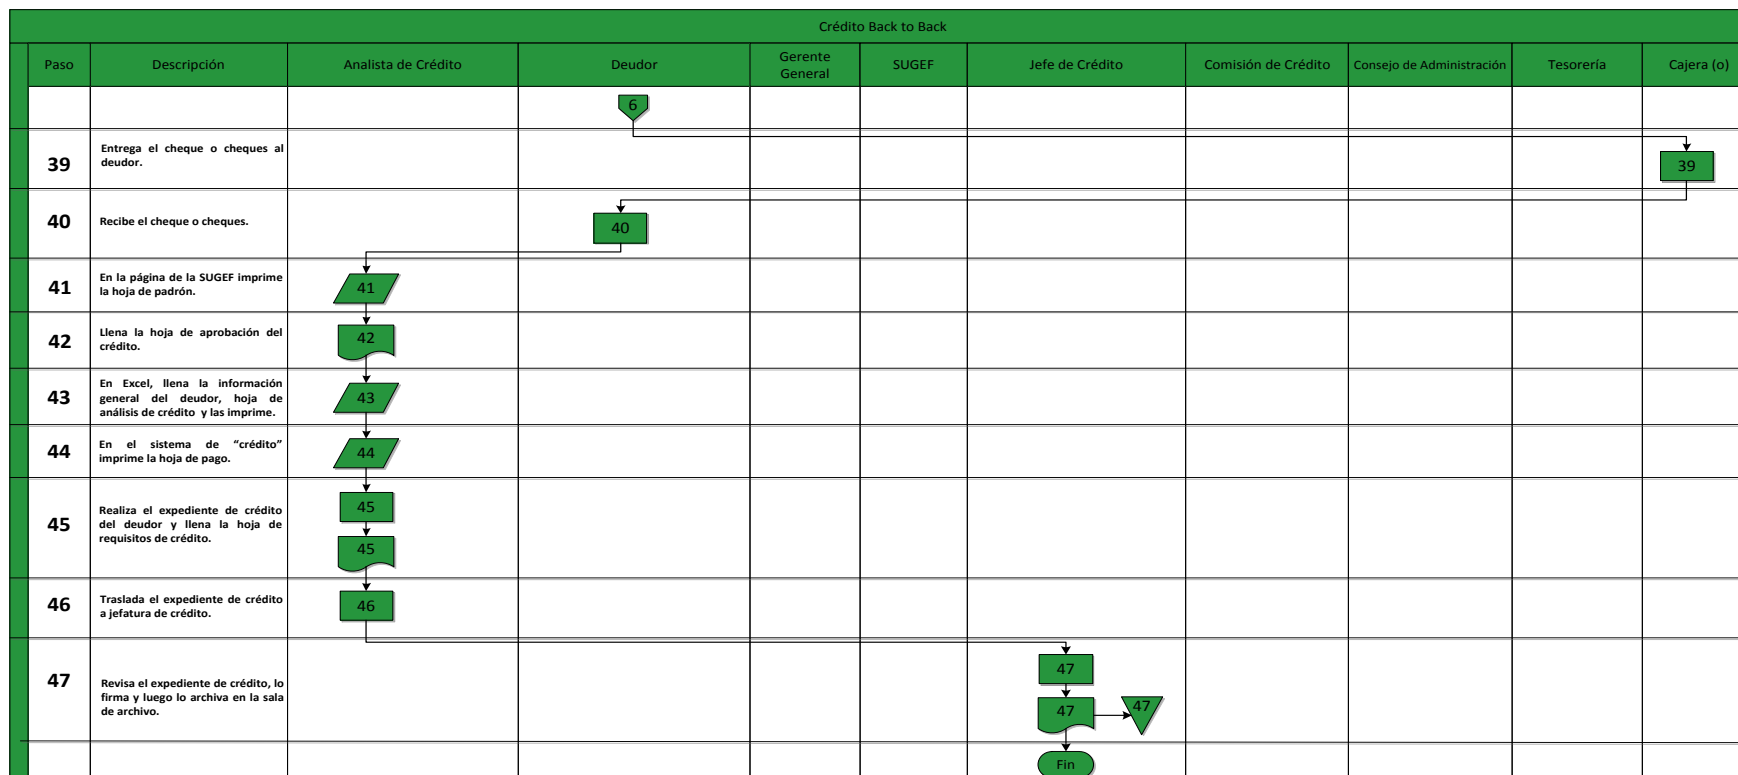 Crédito Back to Back
Paso
Descripción
Analista de Crédito
Deudor
Gerente
General
SUGEF
Jefe de Crédito
Comisión de Crédito
Consejo de Administración
Tesorería
Cajera (o)
6
39
Entrega el cheque o cheques al
deudor.
39
40
Recibe el cheque o cheques.
40
41
En la página de la SUGEF imprime
la hoja de padrón.
41
42
Llena la hoja de aprobación del
crédito.
42
43
En Excel, llena la información
general del deudor, hoja de
análisis de crédito y las imprime.
43
44
En el sistema de “crédito”
imprime la hoja de pago.
44
45
Realiza el expediente de crédito
del deudor y llena la hoja de
requisitos de crédito.
45
45
46
Traslada el expediente de crédito
a jefatura de crédito.
46
47
Revisa el expediente de crédito, lo
firma y luego lo archiva en la sala
de archivo.
47
47
47
Fin